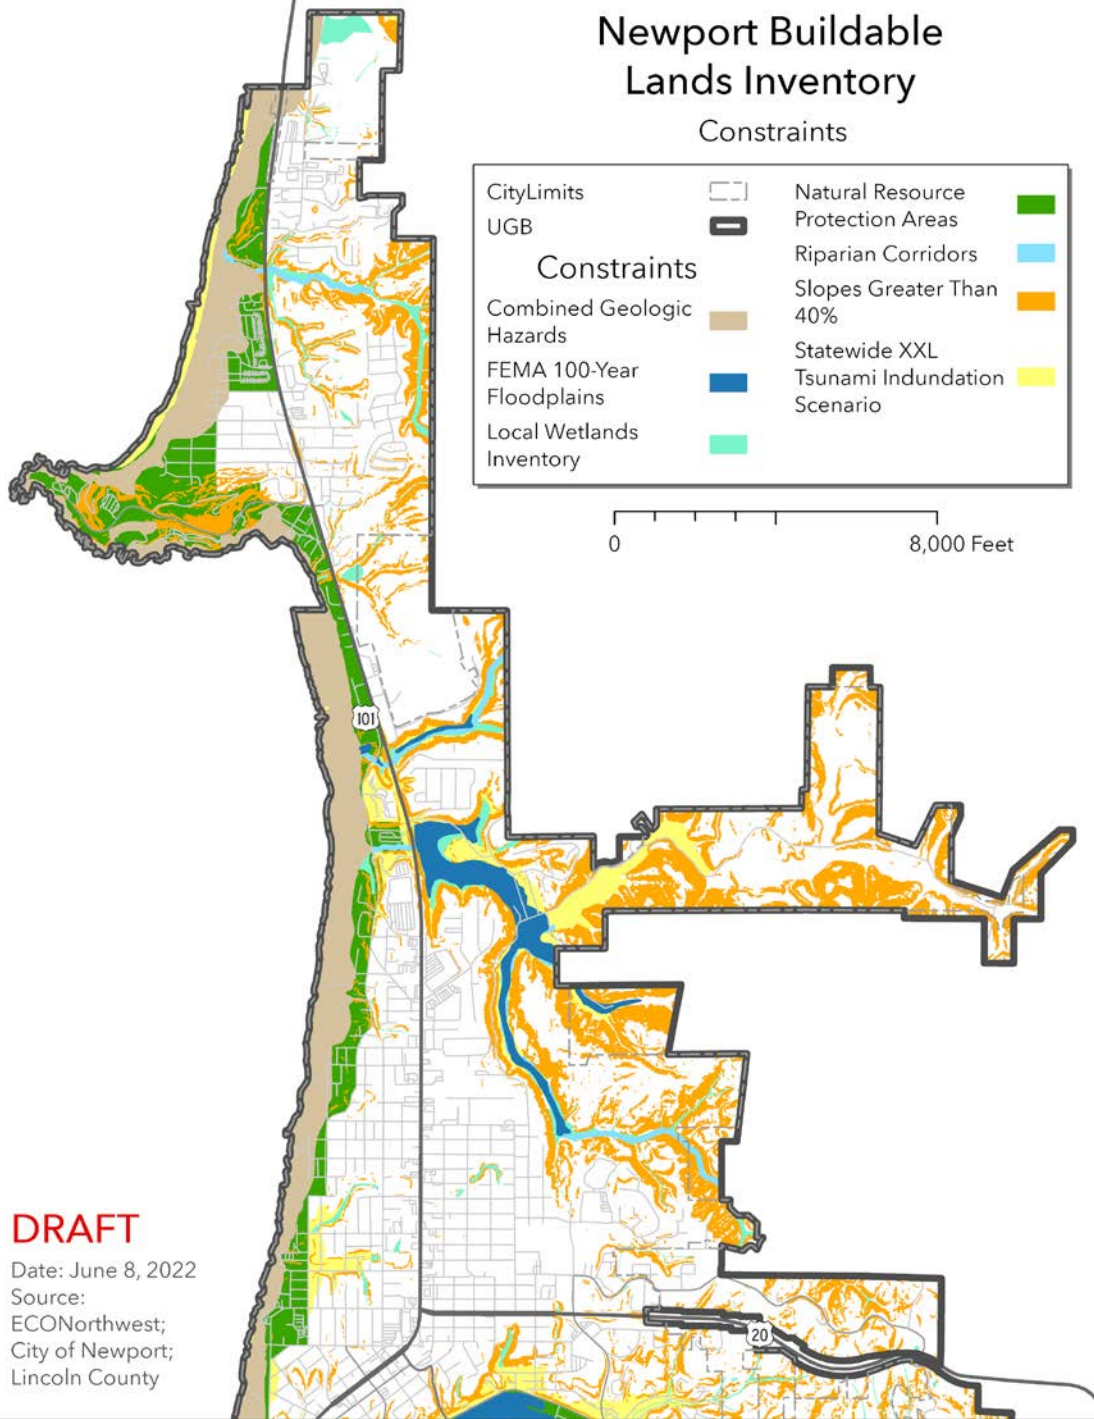 Newport Buildable
Lands Inventory
Constraints
CityLimits
UGB
Constraints
Combined Geologic
Hazards
FEMA 100-Year
Floodplains
Local Wetlands
Inventory
Natural Resource
Protection Areas
Riparian Corridors
Slopes Greater Than
40%
Statewide XXL
Tsunami Indundation
Scenario
0
8,000 Feet
101
20
DRAFT
Date: June 8, 2022
Source:
ECONorthwest;
City of Newport;
Lincoln County